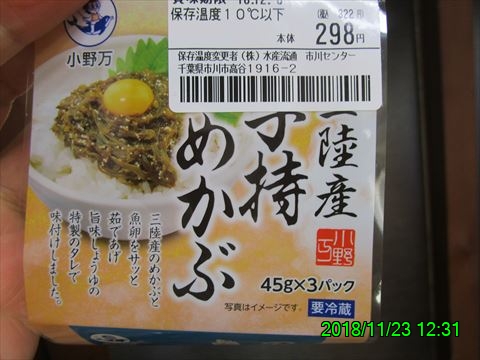 保存温度10℃以下
(税込 322円)
本体 298円
保存温度変更者(株)水産流通 市川センター
千葉県市川市高谷1916-2
小野万
三陸産
子持
めかぶ
三陸産のめかぶと
魚卵をサッと
茹であげ
旨味しょうゆの
特製のタレで
味付けしました。
45g×3パック
写真はイメージです。
要冷蔵
2018/11/23 12:31